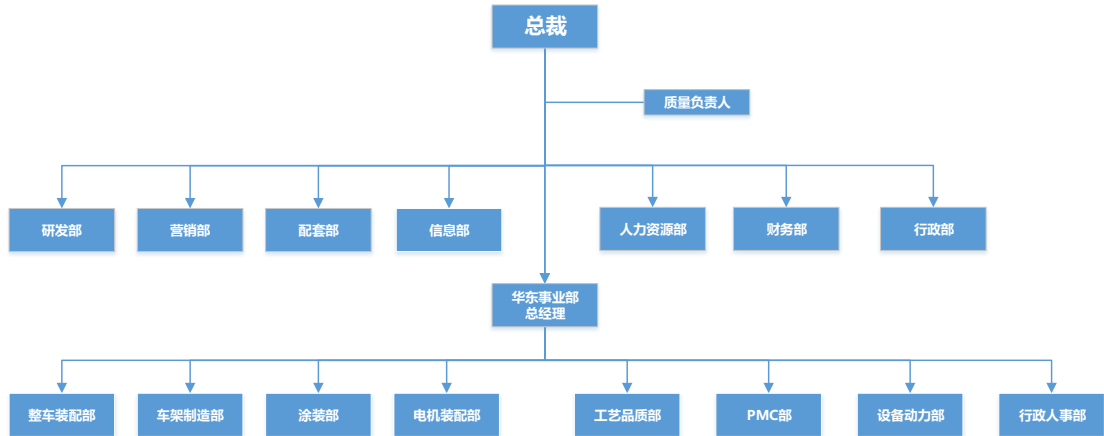 总裁
质量负责人
研发部
营销部
配套部
信息部
人力资源部
财务部
行政部
华东事业部
总经理
整车装配部
车架制造部
涂装部
电机装配部
工艺品质部
PMC部
设备动力部
行政人事部